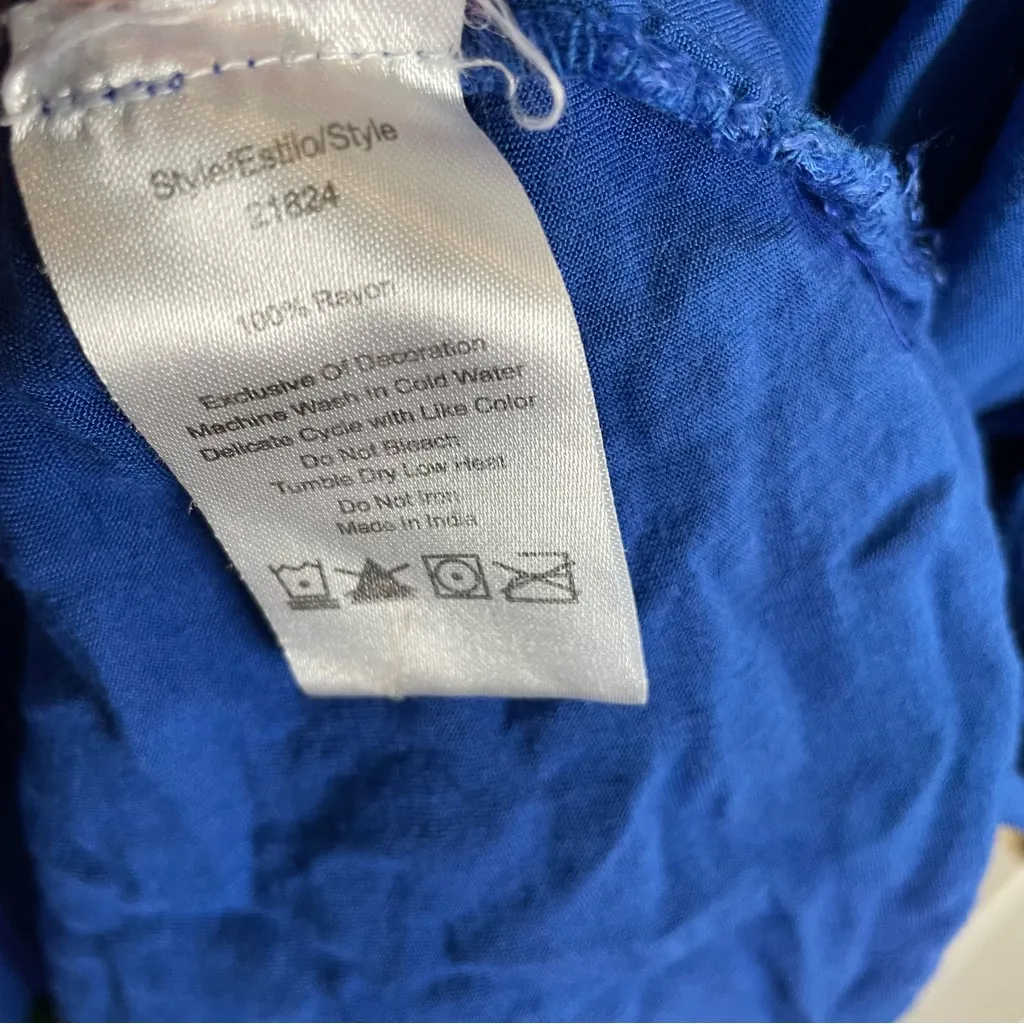 Style/Estilo/Style
21824
100% Rayon
Exclusive Of Decoration
Machine Wash In Cold Water
Delicate Cycle with Like Color
Do Not Bleach
Tumble Dry Low Heat
Do Not Iron
Made In India